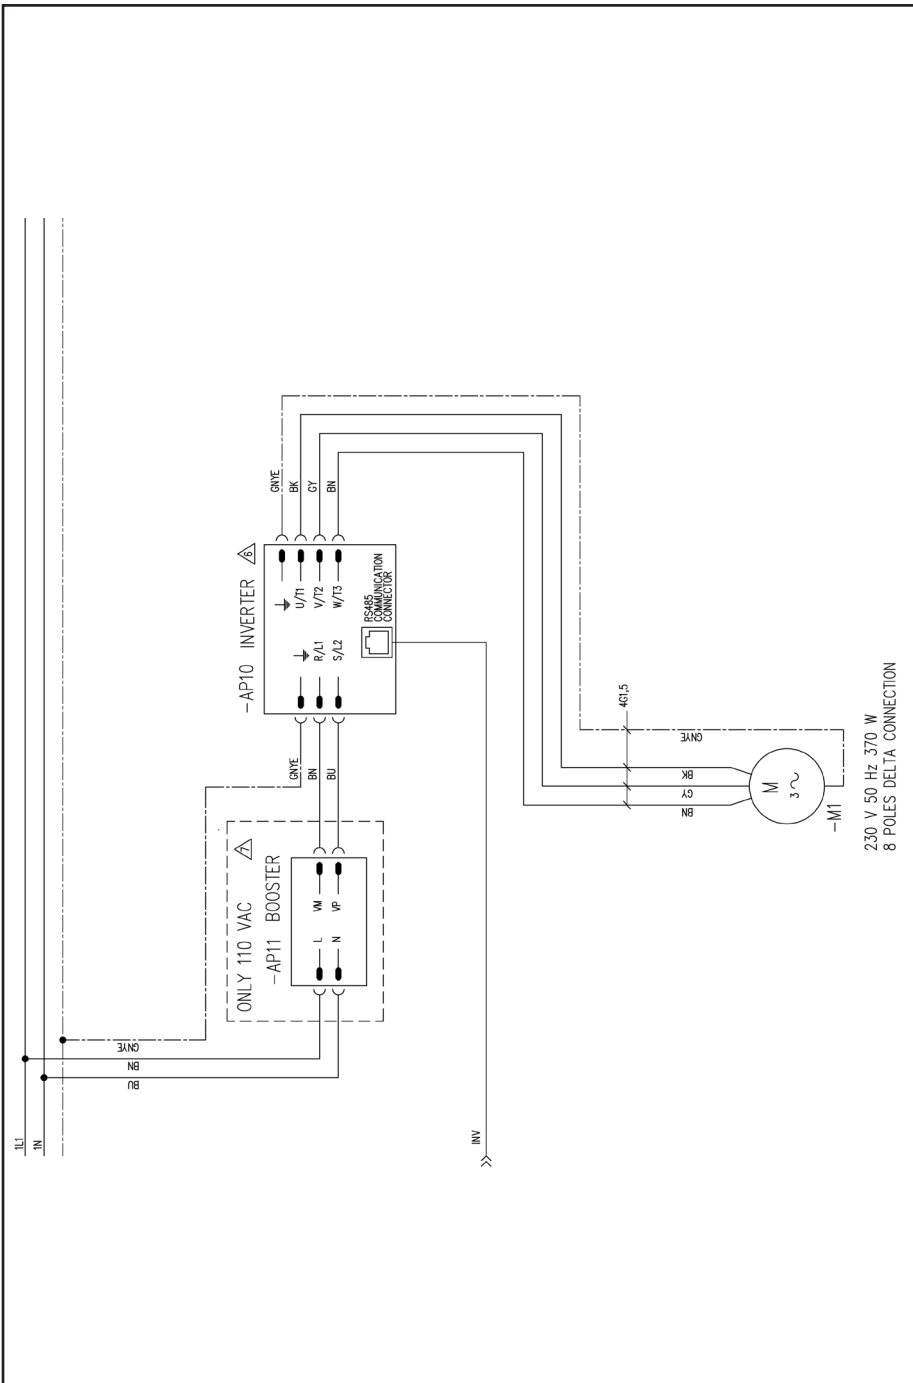 1L1
1N
GNYE
BN
BU
ONLY 110 VAC
7
-AP11 BOOSTER
L
VM
N
VP
GNYE
BN
BU
-AP10 INVERTER
6
R/L1
S/L2
U/T1
V/T2
W/T3
RS485
COMMUNICATION
CONNECTOR
GNYE
BK
GY
BN
INV
4G1,5
GNYE
BK
GY
BN
M
3
-M1
230 V 50 Hz 370 W
8 POLES DELTA CONNECTION